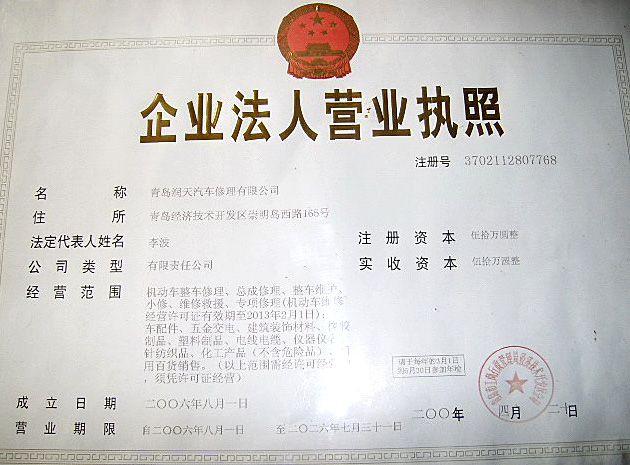 企业法人营业执照
注册号 3702112807768
名称 青岛润天汽车修理有限公司
住所 青岛经济技术开发区崇明岛西路165号
法定代表人姓名 李波
注册资本 伍拾万圆整
公司类型 有限责任公司
实收资本 伍拾万圆整
经营范围 机动车整车修理、总成修理、整车维护、
小修、维修救援、专项修理(机动车维修
经营许可证有效期至2013年2月1日);
车配件、五金交电、建筑装饰材料、
制品、塑料制品、电线电缆、仪器仪
针纺织品、化工产品(不含危险品)、
用百货销售。(以上范围需经许可经营
,须凭许可证经营)
请于每年的3月1日
至6月30日参加年检
成立日期 二〇〇六年八月一日
二〇〇 年 四月 二十日
营业期限 自二〇〇六年八月一日 至二〇二六年七月三十一日